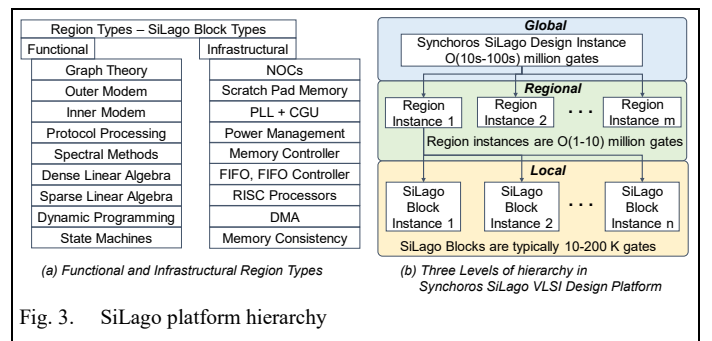 Region Types – SiLago Block Types
Functional
Infrastructural
Graph Theory
Outer Modem
Inner Modem
Protocol Processing
Spectral Methods
Dense Linear Algebra
Sparse Linear Algebra
Dynamic Programming
State Machines
NOCs
Scratch Pad Memory
PLL + CGU
Power Management
Memory Controller
FIFO, FIFO Controller
RISC Processors
DMA
Memory Consistency
(a) Functional and Infrastructural Region Types
Global
Synchoros SiLago Design Instance
O(10s-100s) million gates
Regional
Region
Instance 1
Region
Instance 2
. . .
Region
Instance m
Region instances are O(1-10) million gates
Local
SiLago
Block
Instance 1
SiLago
Block
Instance 2
. . .
SiLago
Block
Instance n
SiLago Blocks are typically 10-200 K gates
(b) Three Levels of hierarchy in
Synchoros SiLago VLSI Design Platform
Fig. 3. SiLago platform hierarchy